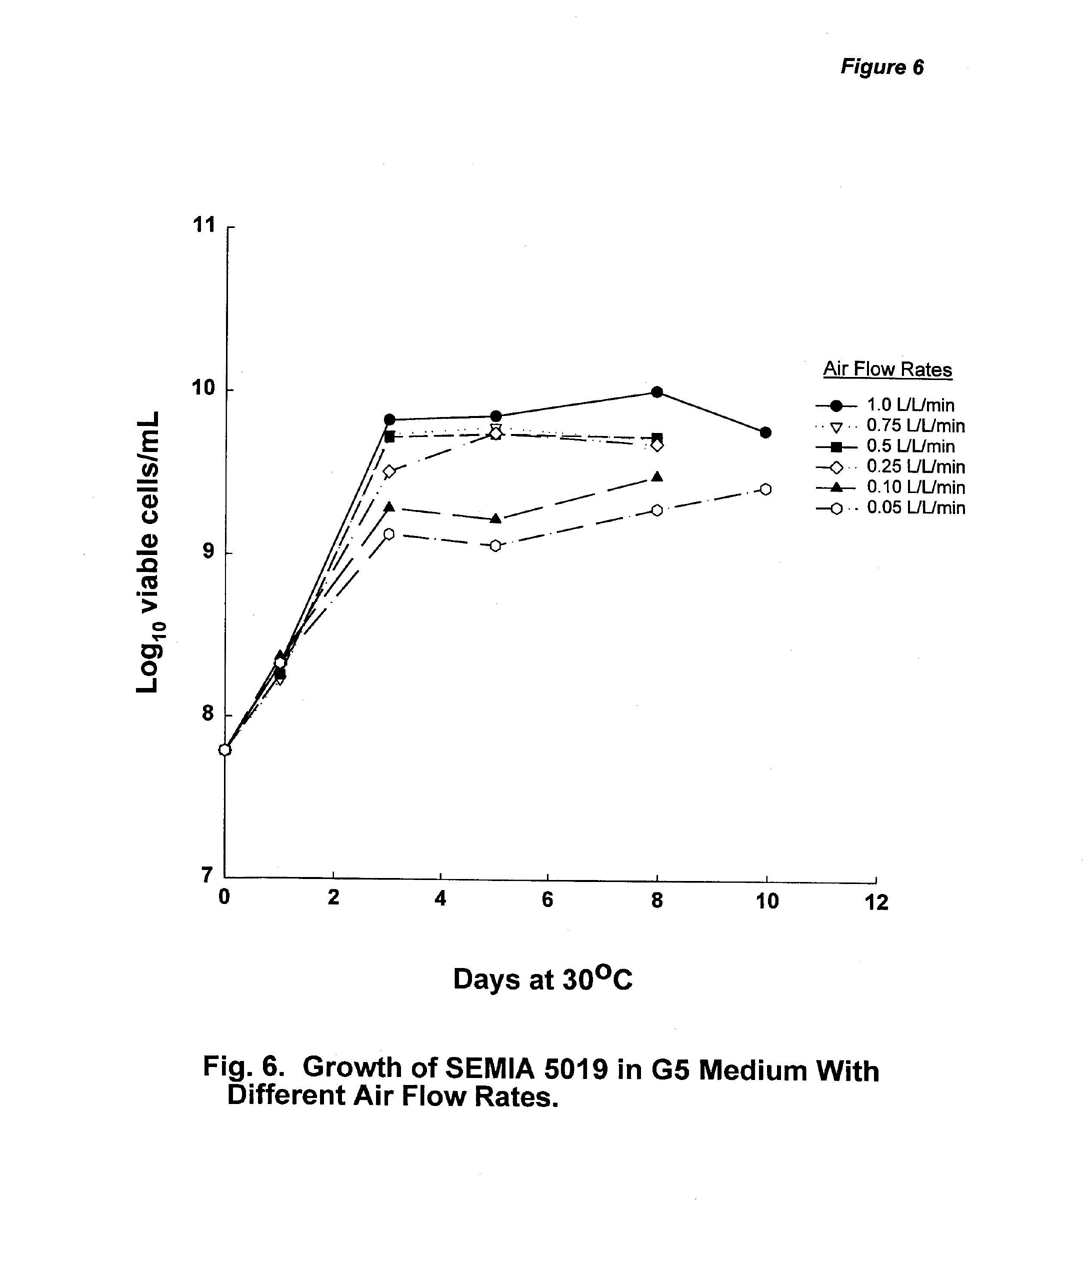 Figure 6
11
10
9
8
7
Log10 viable cells/mL
0 2 4 6 8 10 12
Days at 30°C
Air Flow Rates
1.0 L/L/min
0.75 L/L/min
0.5 L/L/min
0.25 L/L/min
0.10 L/L/min
0.05 L/L/min
Fig. 6. Growth of SEMIA 5019 in G5 Medium With
Different Air Flow Rates.